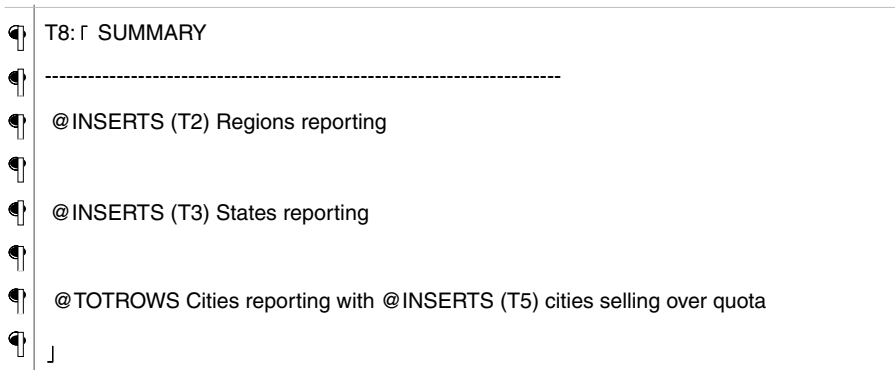 ¶ T8:「 SUMMARY
¶ ------------------------------------------------------------------------
¶ @INSERTS (T2) Regions reporting
¶
¶ @INSERTS (T3) States reporting
¶
¶ @TOTROWS Cities reporting with @INSERTS (T5) cities selling over quota
¶ 」